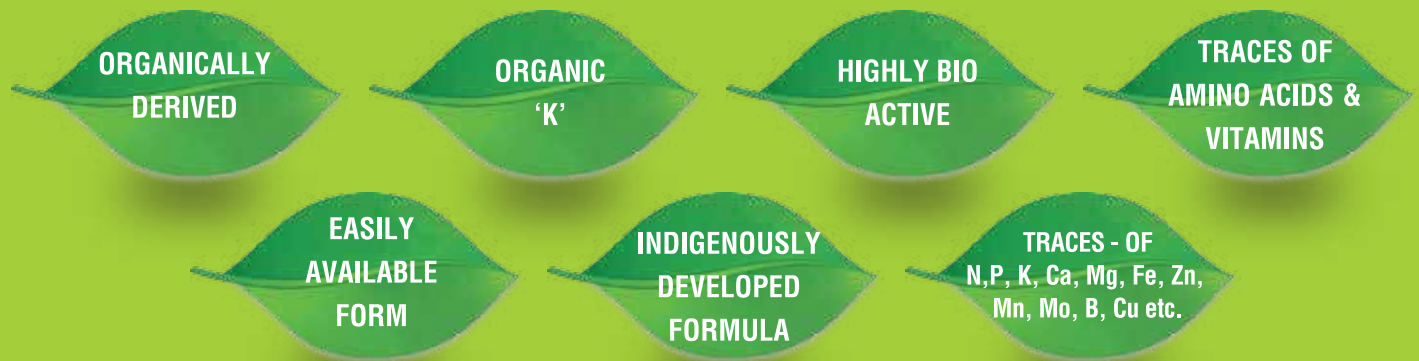 ORGANICALLY
DERIVED
ORGANIC
‘K’
HIGHLY BIO
ACTIVE
TRACES OF
AMINO ACIDS &
VITAMINS
EASILY
AVAILABLE
FORM
INDIGENOUSLY
DEVELOPED
FORMULA
TRACES - OF
N,P, K, Ca, Mg, Fe, Zn,
Mn, Mo, B, Cu etc.